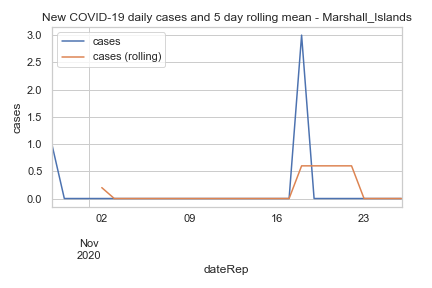 New COVID-19 daily cases and 5 day rolling mean - Marshall_Islands
cases
cases (rolling)
3.0
2.5
2.0
1.5
1.0
0.5
0.0
cases
02
09
16
23
Nov
2020
dateRep